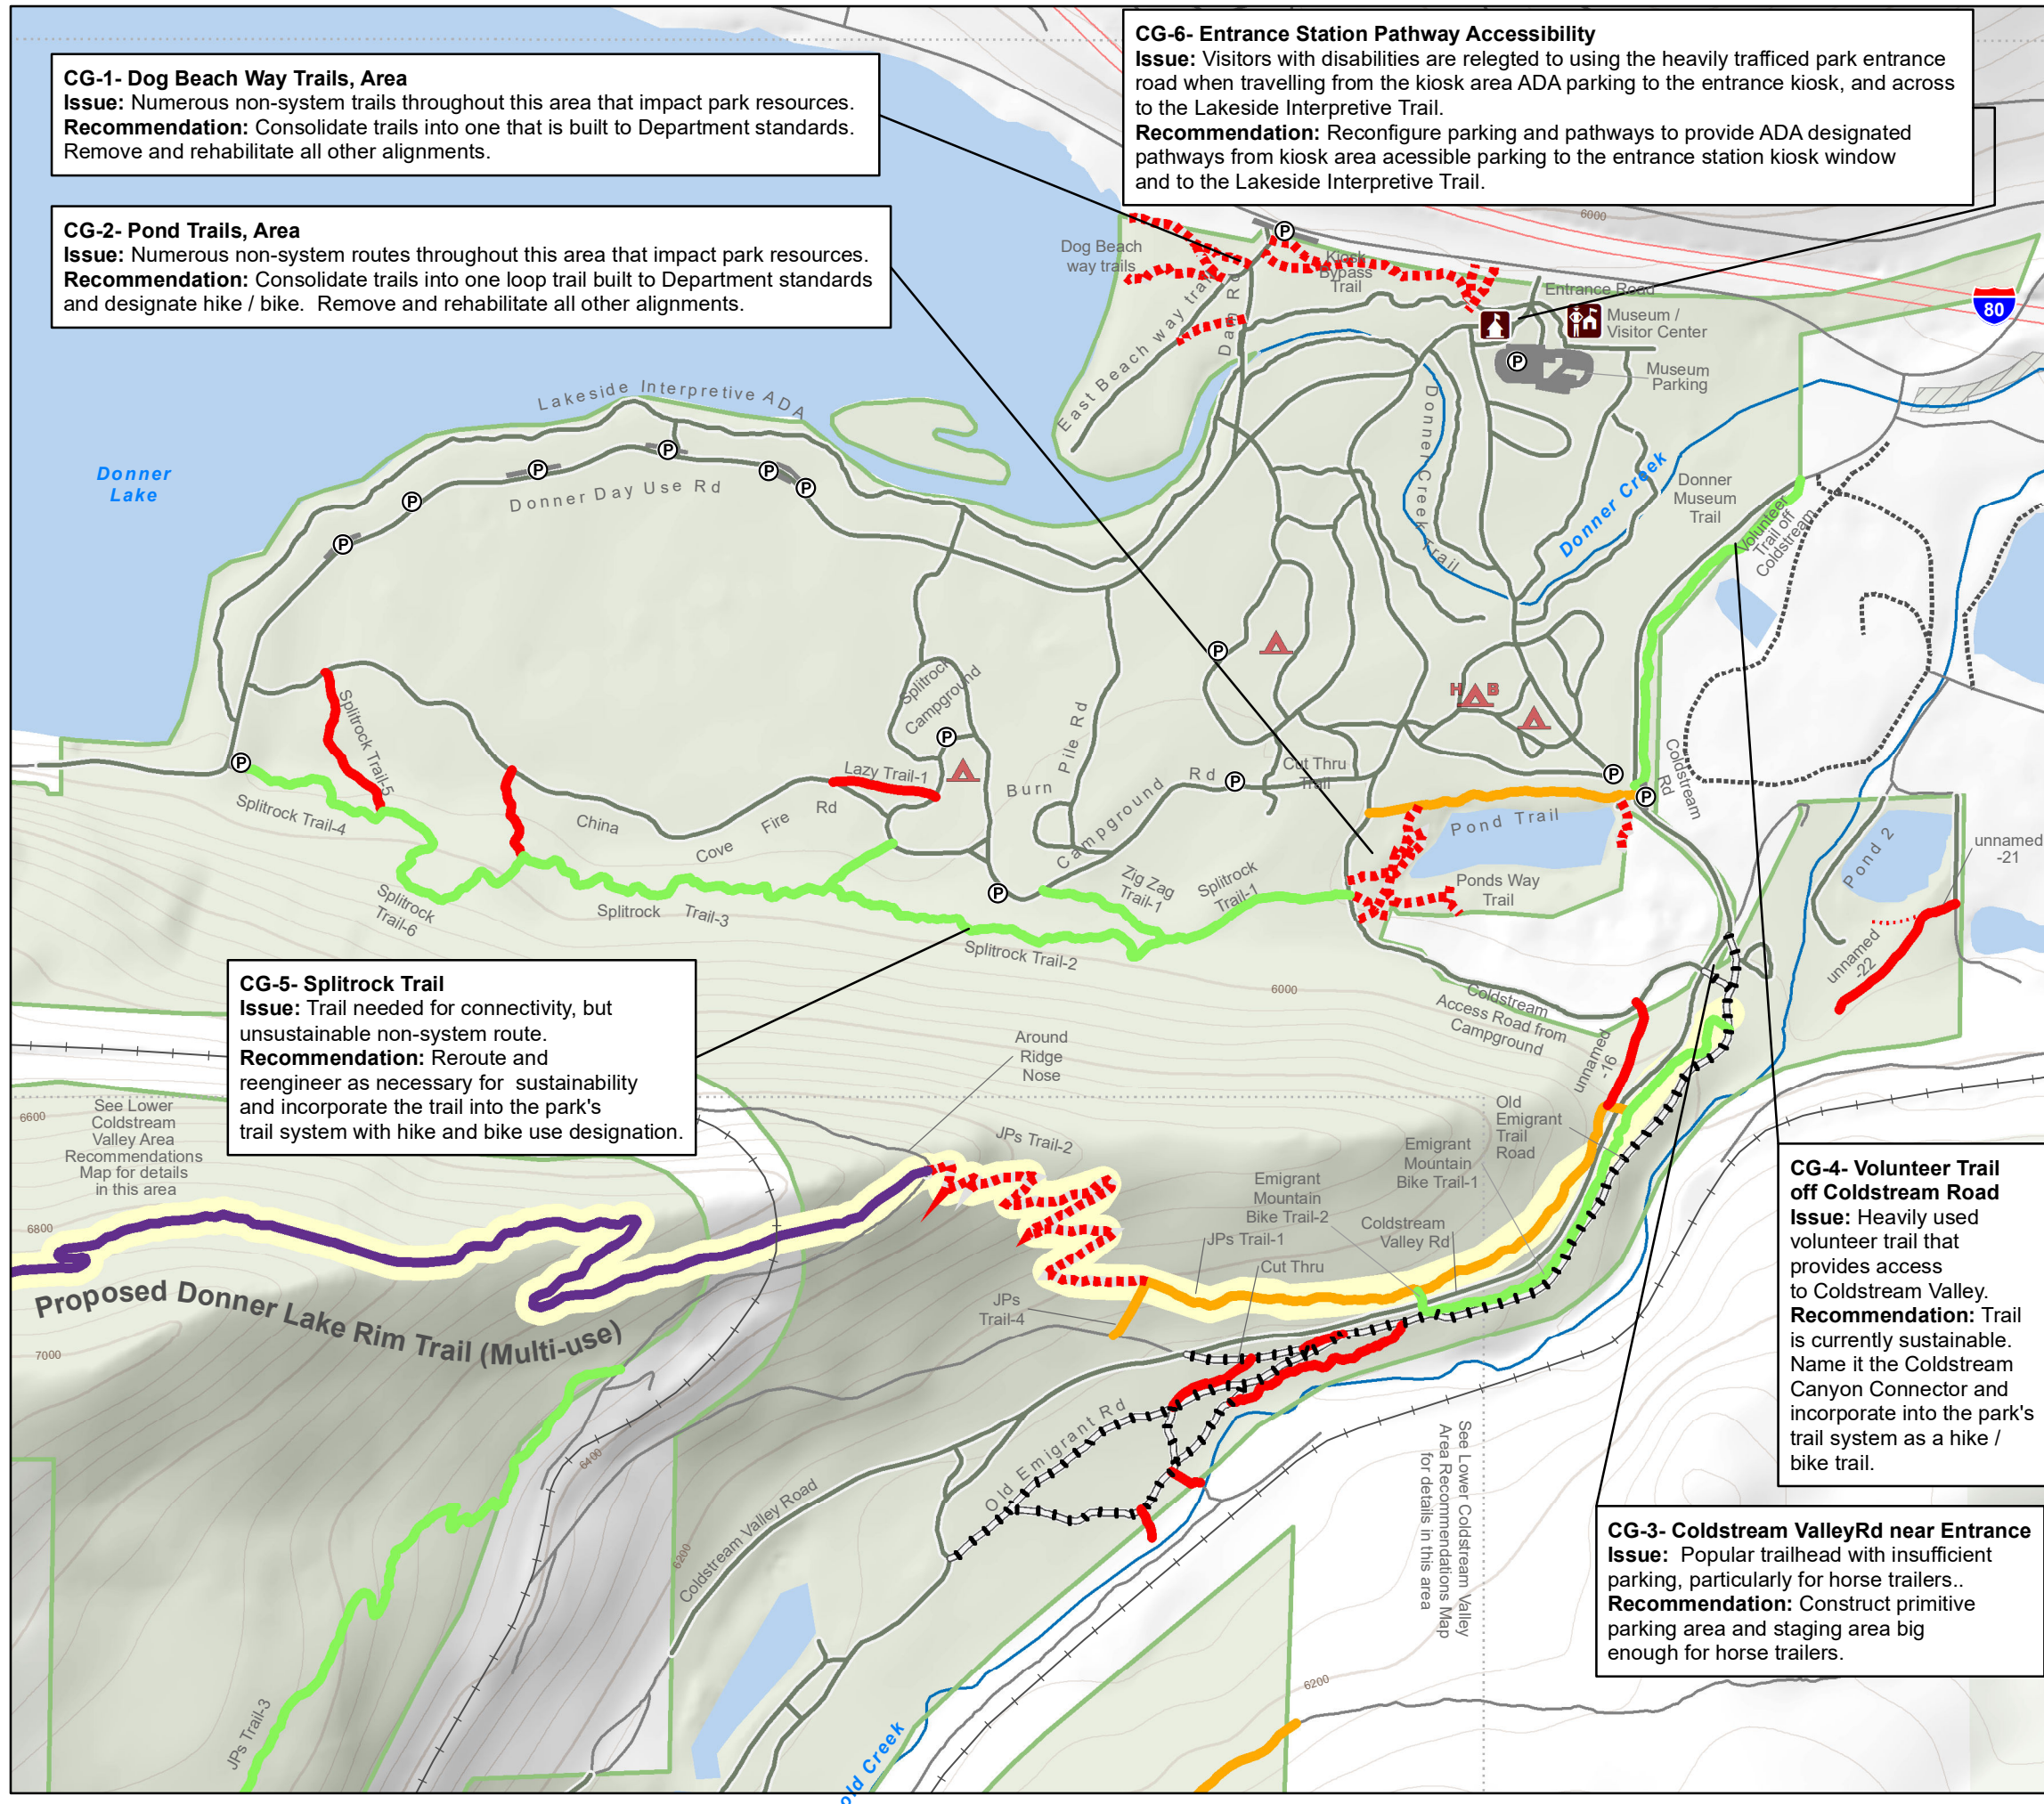 CG-1- Dog Beach Way Trails, Area
Issue: Numerous non-system trails throughout this area that impact park resources.
Recommendation: Consolidate trails into one that is built to Department standards.
Remove and rehabilitate all other alignments.
CG-6- Entrance Station Pathway Accessibility
Issue: Visitors with disabilities are relegted to using the heavily trafficed park entrance
road when travelling from the kiosk area ADA parking to the entrance kiosk, and across
to the Lakeside Interpretive Trail.
Recommendation: Reconfigure parking and pathways to provide ADA designated
pathways from kiosk area acessible parking to the entrance station kiosk window
and to the Lakeside Interpretive Trail.
CG-2- Pond Trails, Area
Issue: Numerous non-system routes throughout this area that impact park resources.
Recommendation: Consolidate trails into one loop trail built to Department standards
and designate hike / bike.  Remove and rehabilitate all other alignments.
6000
Dog Beach
way trails
Kiosk
Bypass
Trail
Entrance Road
80
Museum /
Visitor Center
Museum
Parking
P
P
East Beach way trail
Dam Rd
Lakeside Interpretive ADA
Donner Day Use Rd
P
P
P
P
P
P
Donner
Lake
Donner Creek Trail
Donner Creek
Donner
Museum
Trail
Volunteer
Trail off
Coldstream
Splitrock
Campground
P
P
H B
Splitrock Trail-5
P
Splitrock Trail-4
Lazy Trail-1
China
Cove
Fire
Rd
Burn
Pile Rd
Campground
Rd
P
Cut Thru
Trail
P
P
Coldstream
Rd
Pond Trail
Pond 2
unnamed
-21
Splitrock
Trail-6
Splitrock
Trail-3
P
Zig Zag
Trail-1
Splitrock
Trail-1
Ponds Way
Trail
unnamed
-22
Splitrock Trail-2
6000
Coldstream
Access Road from
Campground
CG-5- Splitrock Trail
Issue: Trail needed for connectivity, but
unsustainable non-system route.
Recommendation: Reroute and
reengineer as necessary for  sustainability
and incorporate the trail into the park's
trail system with hike and bike use designation.
Around
Ridge
Nose
unnamed
-16
6600
See Lower
Coldstream
Valley Area
Recommendations
Map for details
in this area
JPs Trail-2
Old
Emigrant
Trail
Road
Emigrant
Mountain
Bike Trail-1
Emigrant
Mountain
Bike Trail-2
Coldstream
Valley Rd
JPs Trail-1
Cut Thru
JPs
Trail-4
6800
Proposed Donner Lake Rim Trail (Multi-use)
7000
CG-4- Volunteer Trail
off Coldstream Road
Issue: Heavily used
volunteer trail that
provides access
to Coldstream Valley.
Recommendation: Trail
is currently sustainable.
Name it the Coldstream
Canyon Connector and
incorporate into the park's
trail system as a hike /
bike trail.
6400
Old Emigrant Rd
Coldstream Valley Road
6200
See Lower Coldstream Valley
Area Recommendations Map
for details in this area
CG-3- Coldstream ValleyRd near Entrance
Issue:  Popular trailhead with insufficient
parking, particularly for horse trailers..
Recommendation: Construct primitive
parking area and staging area big
enough for horse trailers.
6200
JPs Trail-3
old Creek